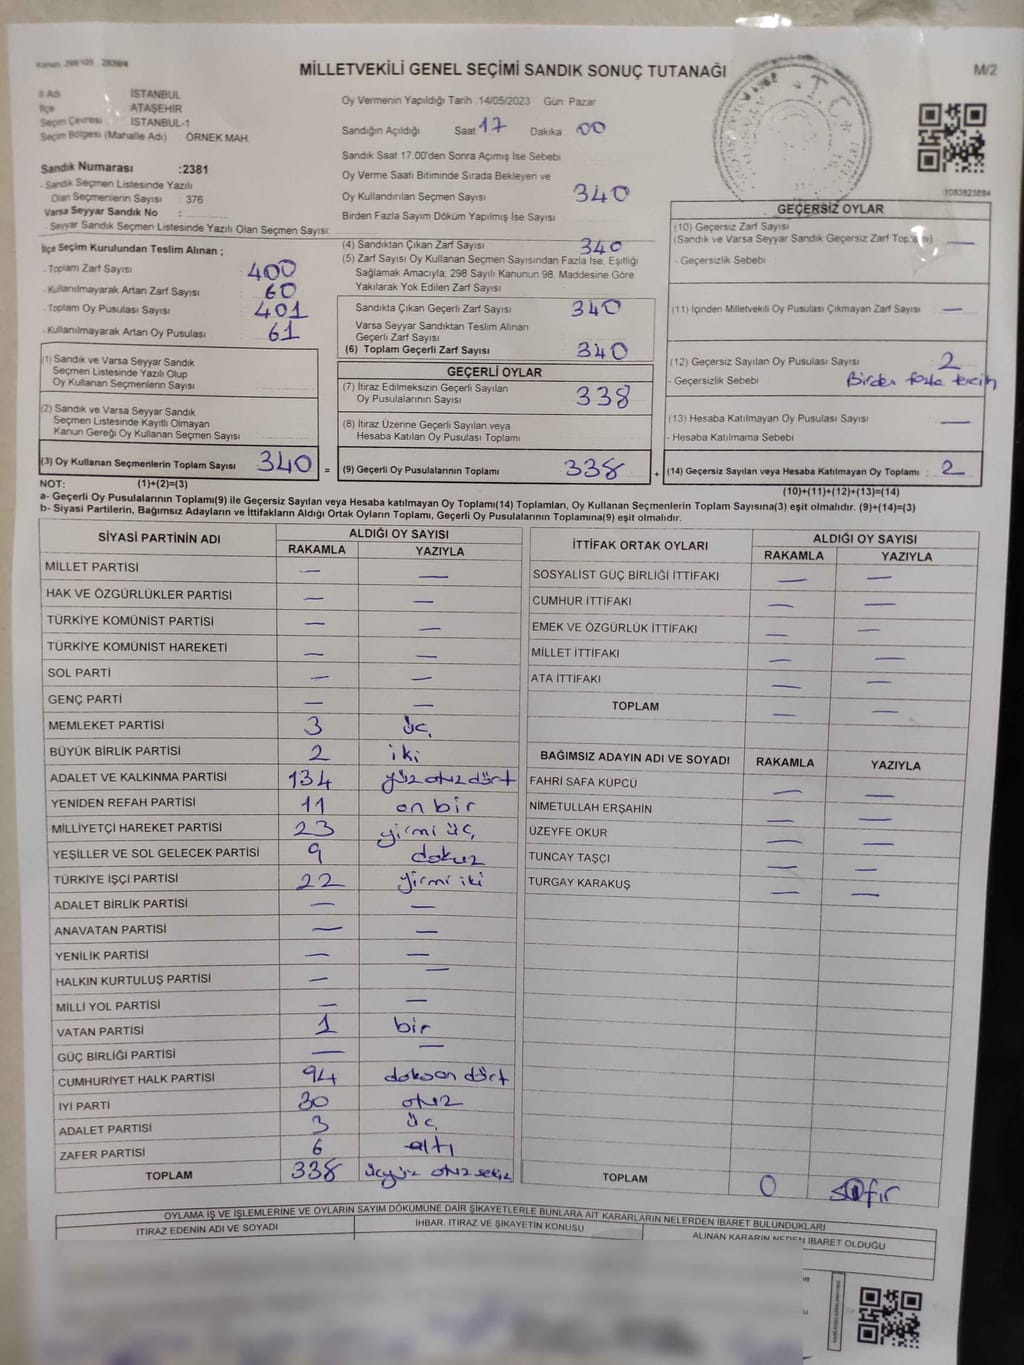 Kanun 298/105 2839/4
MİLLETVEKİLİ GENEL SEÇİMİ SANDIK SONUÇ TUTANAĞI
M/2
İl Adı İSTANBUL
İlçe ATAŞEHİR
Seçim Çevresi İSTANBUL-1
Seçim Bölgesi (Mahalle Adı) ÖRNEK MAH.
Oy Vermenin Yapıldığı Tarih :14/05/2023 Gün: Pazar
Sandığın Açıldığı Saat 17 Dakika 00
Sandık Saat 17.00'den Sonra Açılmış İse Sebebi
Oy Verme Saati Bitiminde Sırada Bekleyen ve
Oy Kullandırılan Seçmen Sayısı 340
Birden Fazla Sayım Döküm Yapılmış İse Sayısı
T.C.
1083823884
Sandık Numarası :2381
- Sandık Seçmen Listesinde Yazılı
Olan Seçmenlerin Sayısı : 376
Varsa Seyyar Sandık No :
- Seyyar Sandık Seçmen Listesinde Yazılı Olan Seçmen Sayısı:
İlçe Seçim Kurulundan Teslim Alınan ;
- Toplam Zarf Sayısı 400
- Kullanılmayarak Artan Zarf Sayısı 60
- Toplam Oy Pusulası Sayısı 401
- Kullanılmayarak Artan Oy Pusulası 61
(1) Sandık ve Varsa Seyyar Sandık
Seçmen Listesinde Yazılı Olup
Oy Kullanan Seçmenlerin Sayısı
(2) Sandık ve Varsa Seyyar Sandık
Seçmen Listesinde Kayıtlı Olmayan
Kanun Gereği Oy Kullanan Seçmen Sayısı
(3) Oy Kullanan Seçmenlerin Toplam Sayısı 340 =
(4) Sandıktan Çıkan Zarf Sayısı 340
(5) Zarf Sayısı Oy Kullanan Seçmen Sayısından Fazla İse, Eşitliği
Sağlamak Amacıyla, 298 Sayılı Kanunun 98. Maddesine Göre
Yakılarak Yok Edilen Zarf Sayısı
Sandıkta Çıkan Geçerli Zarf Sayısı 340
Varsa Seyyar Sandıktan Teslim Alınan
Geçerli Zarf Sayısı
(6) Toplam Geçerli Zarf Sayısı 340
GEÇERLİ OYLAR
(7) İtiraz Edilmeksizin Geçerli Sayılan
Oy Pusulalarının Sayısı 338
(8) İtiraz Üzerine Geçerli Sayılan veya
Hesaba Katılan Oy Pusulası Toplamı
(9) Geçerli Oy Pusulalarının Toplamı 338 +
GEÇERSİZ OYLAR
(10) Geçersiz Zarf Sayısı
(Sandık ve Varsa Seyyar Sandık Geçersiz Zarf Toplamı) —
- Geçersizlik Sebebi
(11) İçinden Milletvekili Oy Pusulası Çıkmayan Zarf Sayısı —
(12) Geçersiz Sayılan Oy Pusulası Sayısı 2
- Geçersizlik Sebebi Birden fazla tercih
(13) Hesaba Katılmayan Oy Pusulası Sayısı —
- Hesaba Katılmama Sebebi
(14) Geçersiz Sayılan veya Hesaba Katılmayan Oy Toplamı 2
NOT: (1)+(2)=(3) (10)+(11)+(12)+(13)=(14)
a- Geçerli Oy Pusulalarının Toplamı(9) ile Geçersiz Sayılan veya Hesaba katılmayan Oy Toplamı(14) Toplamları, Oy Kullanan Seçmenlerin Toplam Sayısına(3) eşit olmalıdır. (9)+(14)=(3)
b- Siyasi Partilerin, Bağımsız Adayların ve İttifakların Aldığı Ortak Oyların Toplamı, Geçerli Oy Pusulalarının Toplamına(9) eşit olmalıdır.
SİYASİ PARTİNİN ADI ALDIĞI OY SAYISI
RAKAMLA YAZIYLA
MİLLET PARTİSİ — —
HAK VE ÖZGÜRLÜKLER PARTİSİ — —
TÜRKİYE KOMÜNİST PARTİSİ — —
TÜRKİYE KOMÜNİST HAREKETİ — —
SOL PARTİ — —
GENÇ PARTİ — —
MEMLEKET PARTİSİ 3 üç
BÜYÜK BİRLİK PARTİSİ 2 iki
ADALET VE KALKINMA PARTİSİ 134 yüz otuz dört
YENİDEN REFAH PARTİSİ 11 on bir
MİLLİYETÇİ HAREKET PARTİSİ 23 yirmi üç
YEŞİLLER VE SOL GELECEK PARTİSİ 9 dokuz
TÜRKİYE İŞÇİ PARTİSİ 22 yirmi iki
ADALET BİRLİK PARTİSİ — —
ANAVATAN PARTİSİ — —
YENİLİK PARTİSİ — —
HALKIN KURTULUŞ PARTİSİ — —
MİLLİ YOL PARTİSİ — —
VATAN PARTİSİ 1 bir
GÜÇ BİRLİĞİ PARTİSİ — —
CUMHURİYET HALK PARTİSİ 94 doksan dört
İYİ PARTİ 30 otuz
ADALET PARTİSİ 3 üç
ZAFER PARTİSİ 6 altı
TOPLAM 338 üçyüz otuz sekiz
İTTİFAK ORTAK OYLARI ALDIĞI OY SAYISI
RAKAMLA YAZIYLA
SOSYALİST GÜÇ BİRLİĞİ İTTİFAKI — —
CUMHUR İTTİFAKI — —
EMEK VE ÖZGÜRLÜK İTTİFAKI — —
MİLLET İTTİFAKI — —
ATA İTTİFAKI — —
TOPLAM — —
BAĞIMSIZ ADAYIN ADI VE SOYADI RAKAMLA YAZIYLA
FAHRİ SAFA KÜPCÜ — —
NİMETULLAH ERŞAHİN — —
ÜZEYFE OKUR — —
TUNCAY TAŞÇI — —
TURGAY KARAKUŞ — —
TOPLAM 0 sıfır
OYLAMA İŞ VE İŞLEMLERİNE VE OYLARIN SAYIM DÖKÜMÜNE DAİR ŞİKAYETLERLE BUNLARA AİT KARARLARIN NELERDEN İBARET BULUNDUKLARI
İTİRAZ EDENİN ADI VE SOYADI İHBAR, İTİRAZ VE ŞİKAYETİN KONUSU ALINAN KARARIN NEDEN İBARET OLDUĞU